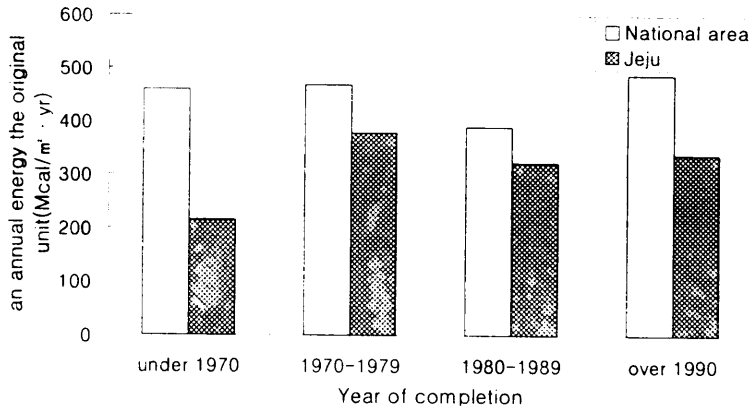 an annual energy the original
unit(Mcal/㎡ · yr)
600
500
400
300
200
100
0
National area
Jeju
under 1970
1970-1979
1980-1989
over 1990
Year of completion